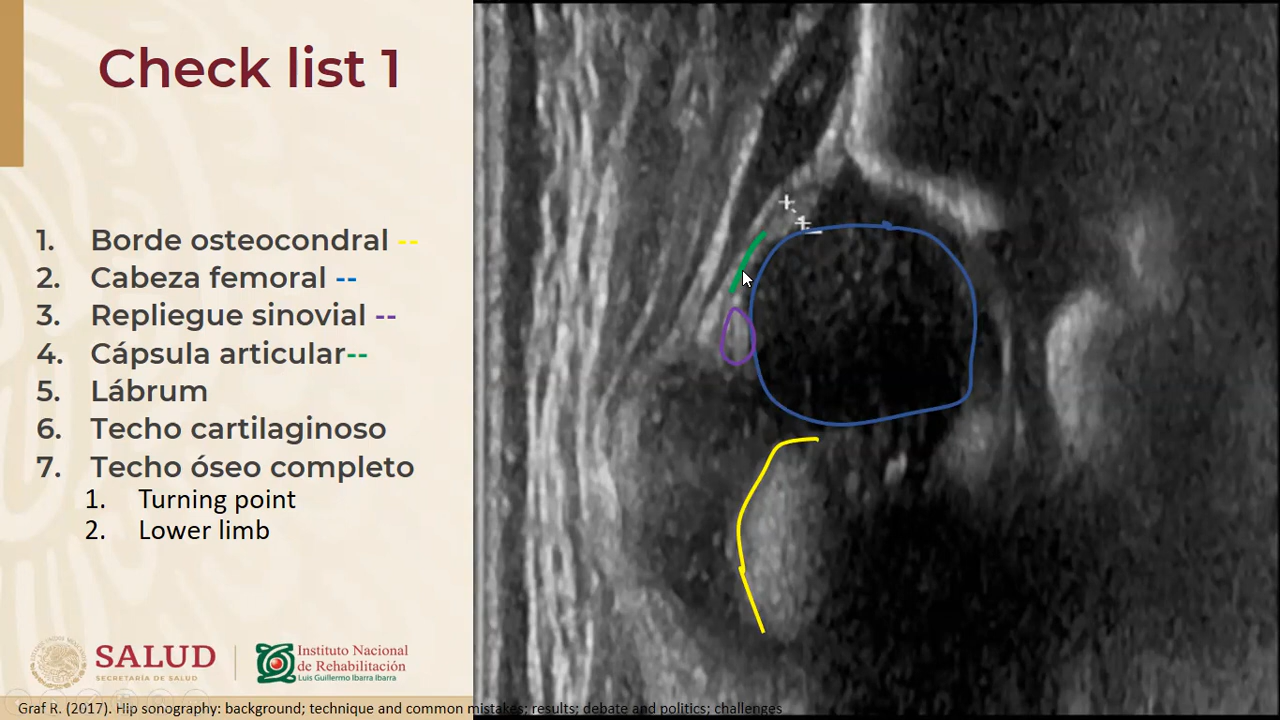 Check list 1
1. Borde osteocondral --
2. Cabeza femoral --
3. Repliegue sinovial --
4. Cápsula articular--
5. Lábrum
6. Techo cartilaginoso
7. Techo óseo completo
1. Turning point
2. Lower limb
SALUD
SECRETARÍA DE SALUD
Instituto Nacional
de Rehabilitación
Luis Guillermo Ibarra Ibarra
Graf R. (2017). Hip sonography: background; technique and common mistakes; results; debate and politics; challenges